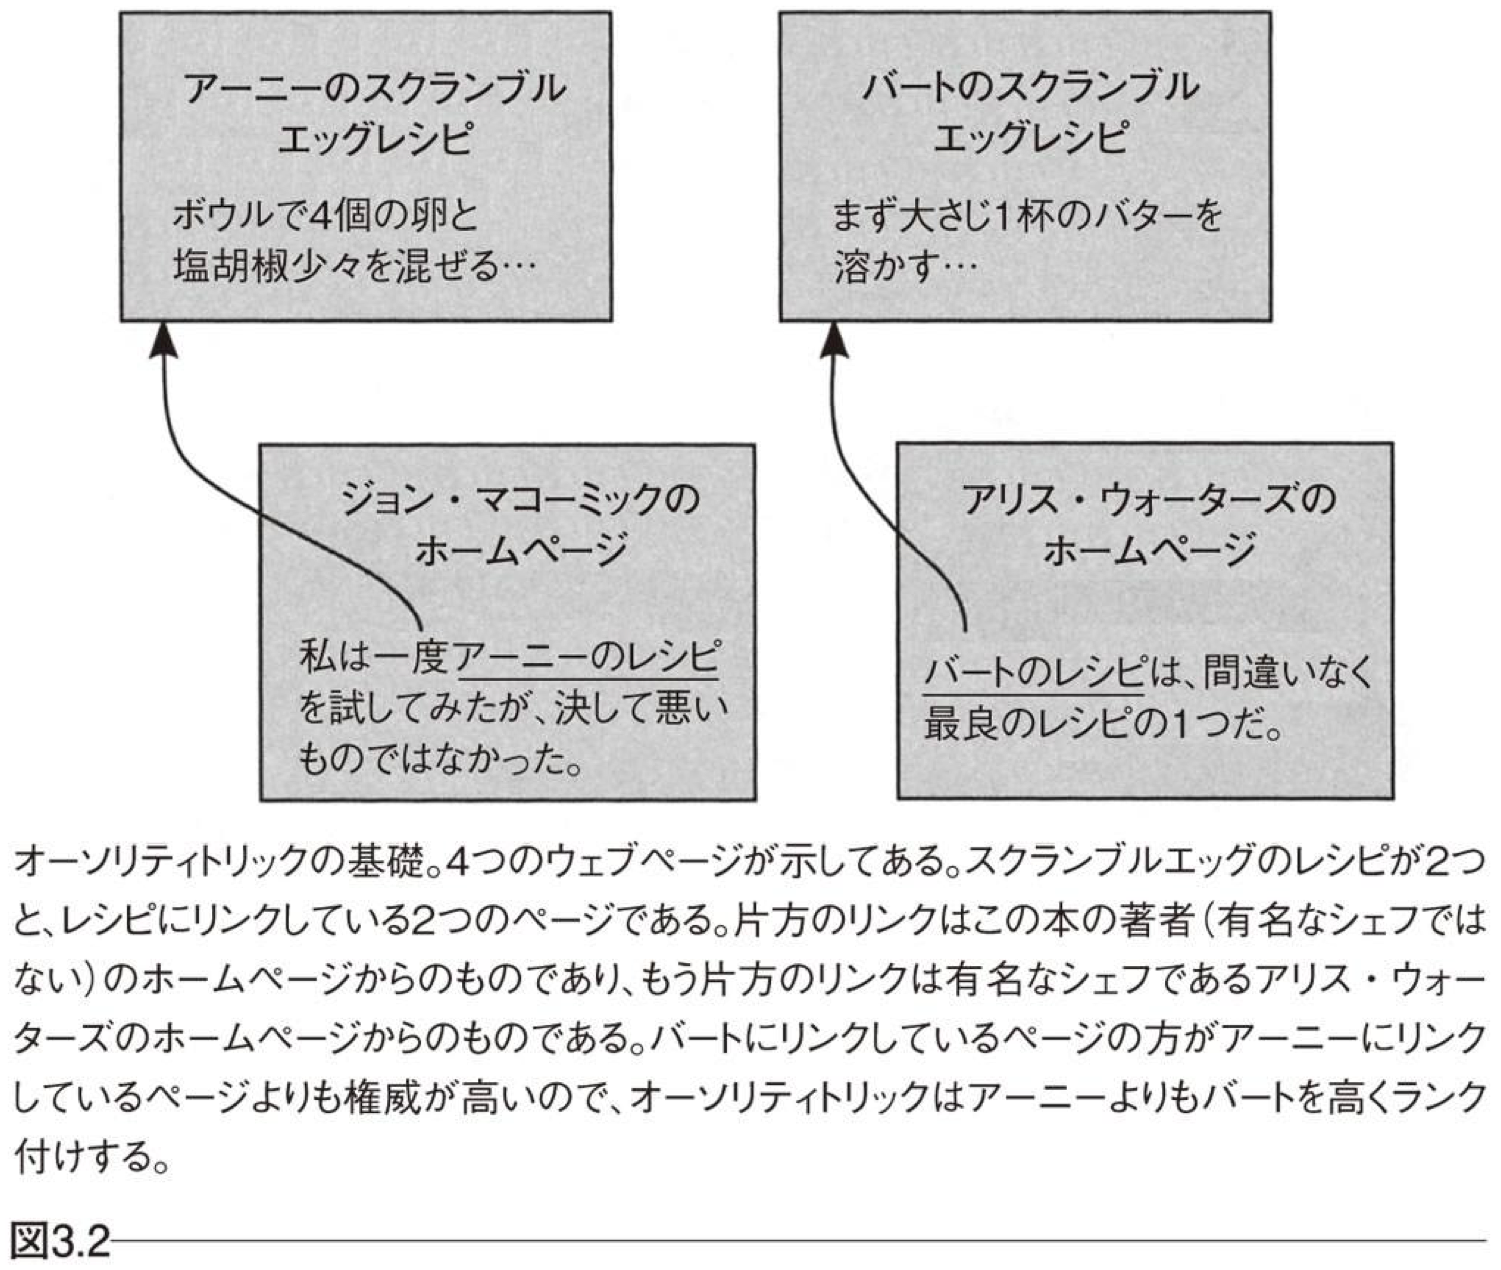 アーニーのスクランブル
エッグレシピ
ボウルで4個の卵と
塩胡椒少々を混ぜる…
バートのスクランブル
エッグレシピ
まず大さじ1杯のバターを
溶かす…
ジョン・マコーミックの
ホームページ
私は一度アーニーのレシピ
を試してみたが、決して悪い
ものではなかった。
アリス・ウォーターズの
ホームページ
バートのレシピは、間違いなく
最良のレシピの1つだ。
オーソリティトリックの基礎。4つのウェブページが示してある。スクランブルエッグのレシピが2つ
と、レシピにリンクしている2つのページである。片方のリンクはこの本の著者(有名なシェフでは
ない)のホームページからのものであり、もう片方のリンクは有名なシェフであるアリス・ウォー
ターズのホームページからのものである。バートにリンクしているページの方がアーニーにリンク
しているページよりも権威が高いので、オーソリティトリックはアーニーよりもバートを高くランク
付けする。
図3.2